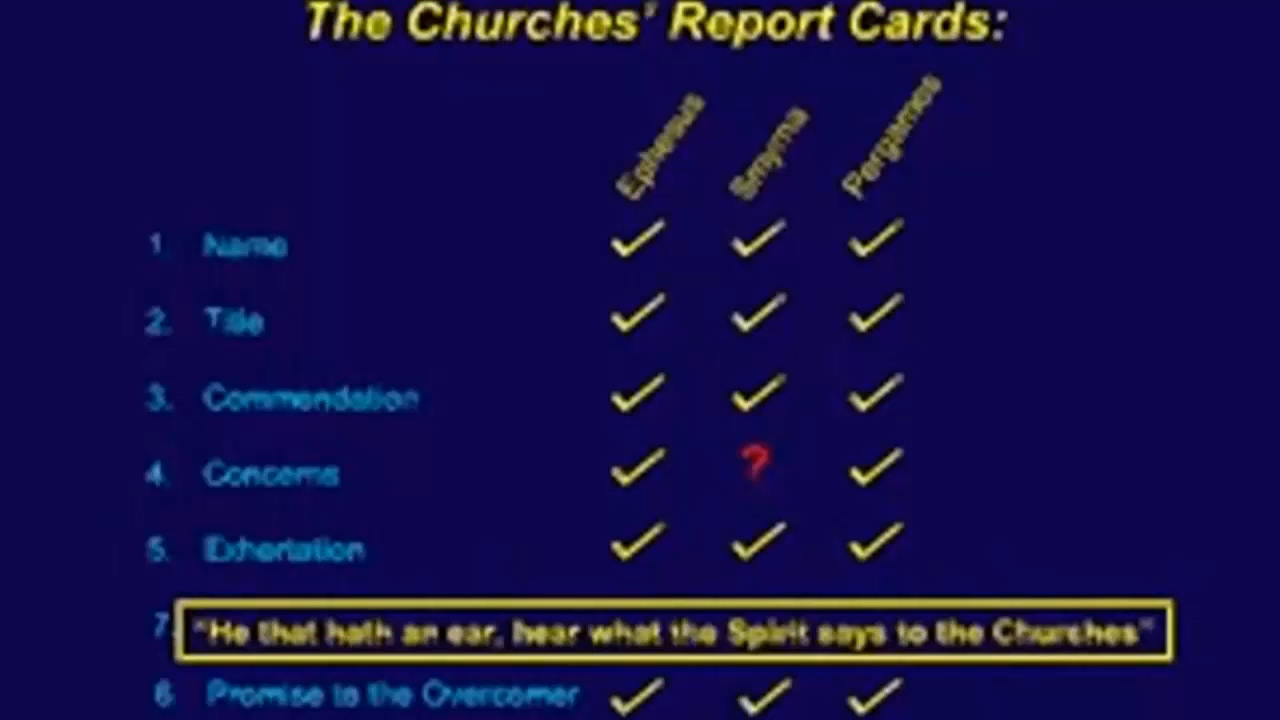 The Churches' Report Cards:
Ephesus Smyrna Pergamos
1. Name ✓ ✓ ✓
2. Title ✓ ✓ ✓
3. Commendation ✓ ✓ ✓
4. Concerns ✓ ? ✓
5. Exhortation ✓ ✓ ✓
7. "He that hath an ear, hear what the Spirit says to the Churches"
6. Promise to the Overcomer ✓ ✓ ✓